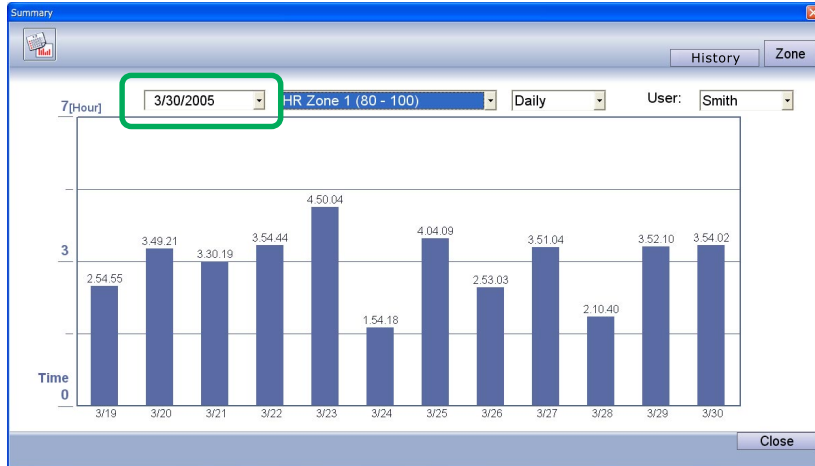 Summary
History Zone
3/30/2005 HR Zone 1 (80 - 100) Daily User: Smith
7[Hour]
4.50.04
4.04.09
3.49.21 3.54.44 3.51.04 3.52.10 3.54.02
3 3.30.19
2.54.55 2.53.03
2.10.40
1.54.18
Time
0
3/19 3/20 3/21 3/22 3/23 3/24 3/25 3/26 3/27 3/28 3/29 3/30
Close